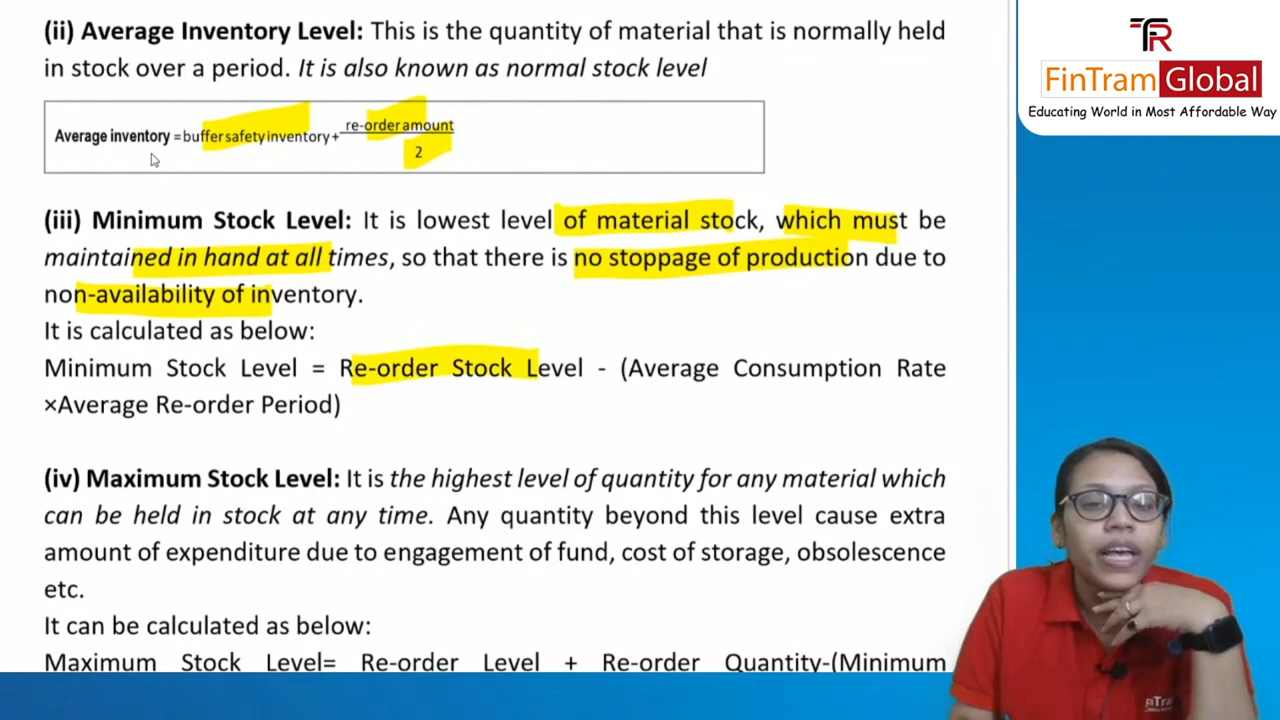 (ii) Average Inventory Level: This is the quantity of material that is normally held
in stock over a period. It is also known as normal stock level
Average inventory = buffer safety inventory + re-order amount
2
(iii) Minimum Stock Level: It is lowest level of material stock, which must be
maintained in hand at all times, so that there is no stoppage of production due to
non-availability of inventory.
It is calculated as below:
Minimum Stock Level = Re-order Stock Level - (Average Consumption Rate
×Average Re-order Period)
(iv) Maximum Stock Level: It is the highest level of quantity for any material which
can be held in stock at any time. Any quantity beyond this level cause extra
amount of expenditure due to engagement of fund, cost of storage, obsolescence
etc.
It can be calculated as below:
Maximum Stock Level= Re-order Level + Re-order Quantity-(Minimum
TR
FinTram Global
Educating World in Most Affordable Way